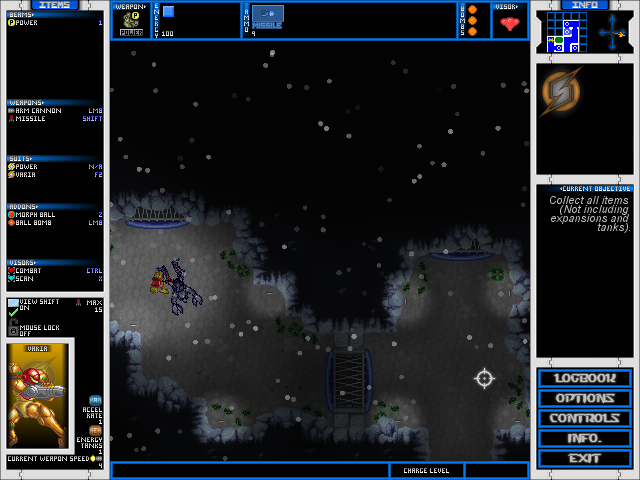 ITEMS
BEAMS
POWER 1
WEAPONS
ARM CANNON LMB
MISSILE SHIFT
SUITS
POWER N/A
VARIA F2
ADDONS
MORPH BALL Z
BALL BOMB LMB
VISORS
COMBAT CTRL
SCAN X
VIEW SHIFT
ON
MAX
15
MOUSE LOCK
OFF
VARIA
ACCEL
RATE
1
ENERGY
TANKS
1
CURRENT WEAPON SPEED
4
WEAPON
POWER
ENERGY
100
AMMO
MISSILE
9
BOMBS
VISOR
CHARGE LEVEL
INFO
CURRENT OBJECTIVE
Collect all items
(Not including
expansions and
tanks).
LOGBOOK
OPTIONS
CONTROLS
INFO.
EXIT